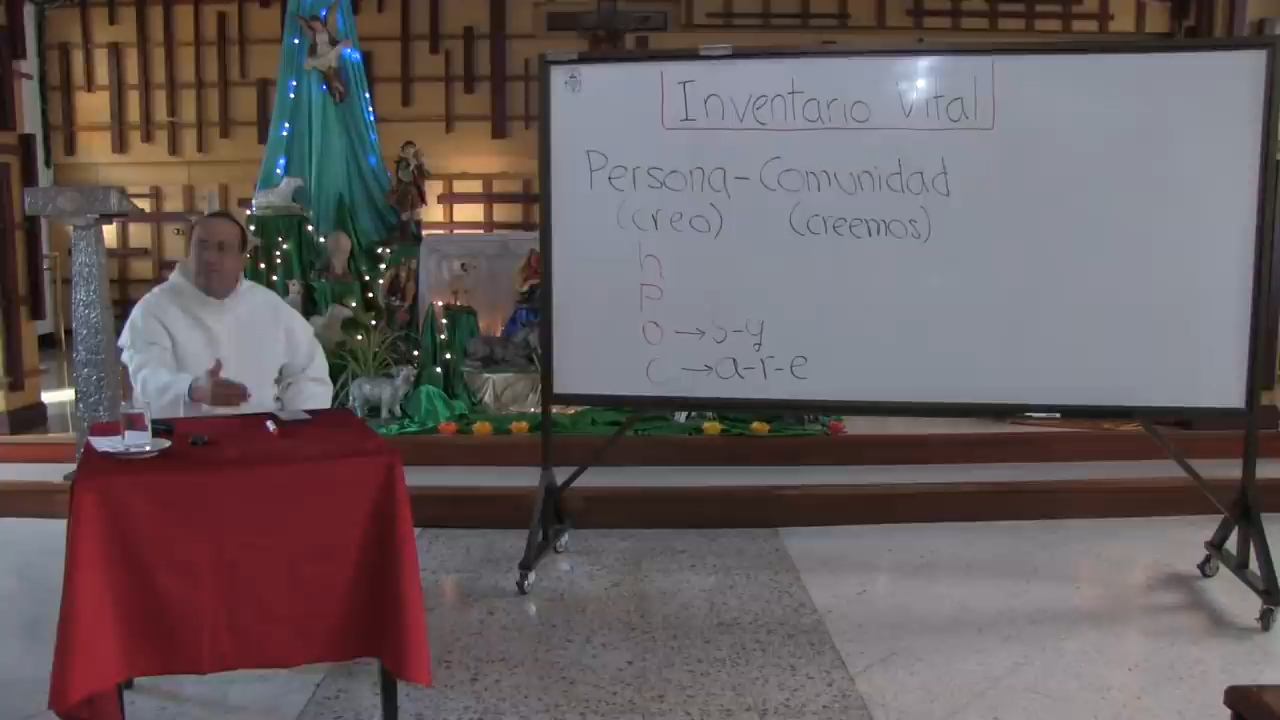 Inventario Vital
Persona - Comunidad
(creo) (creemos)
h
p
o → s-y
c → a-r-e